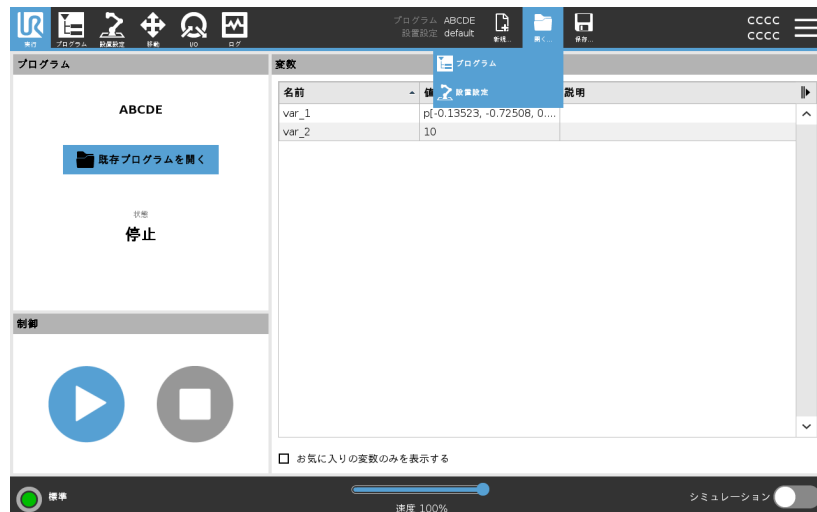 UR
実行
プログラム
設置設定
移動
I/O
ログ
プログラム ABCDE
設置設定 default
新規...
開く...
保存...
CCCC
CCCC
プログラム
設置設定
プログラム
ABCDE
既存プログラムを開く
状態
停止
制御
変数
名前
値
説明
var_1
p[-0.13523, -0.72508, 0....
var_2
10
お気に入りの変数のみを表示する
標準
速度 100%
シミュレーション